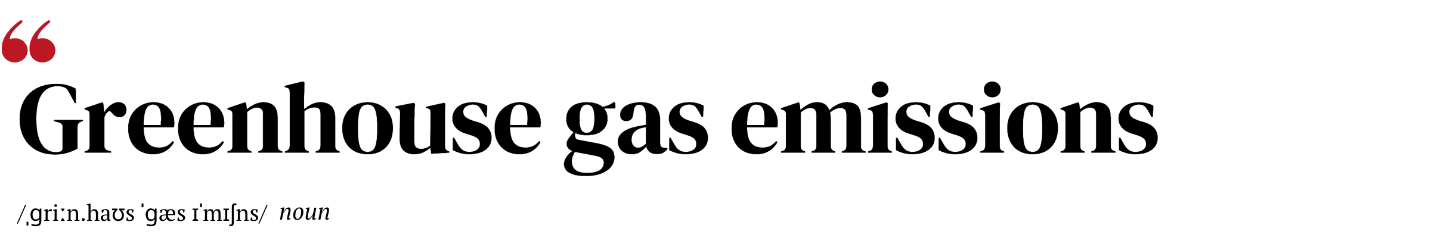 “
Greenhouse gas emissions
/ˌɡriːn.haʊs ˈɡæs ɪˈmɪʃns/ noun